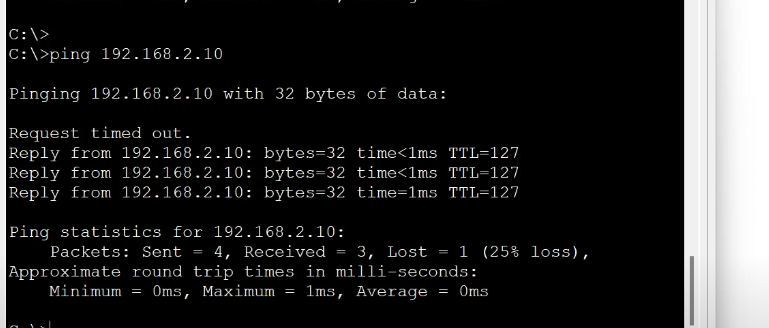 C:\>
C:\>ping 192.168.2.10
Pinging 192.168.2.10 with 32 bytes of data:
Request timed out.
Reply from 192.168.2.10: bytes=32 time<1ms TTL=127
Reply from 192.168.2.10: bytes=32 time<1ms TTL=127
Reply from 192.168.2.10: bytes=32 time=1ms TTL=127
Ping statistics for 192.168.2.10:
    Packets: Sent = 4, Received = 3, Lost = 1 (25% loss),
Approximate round trip times in milli-seconds:
    Minimum = 0ms, Maximum = 1ms, Average = 0ms